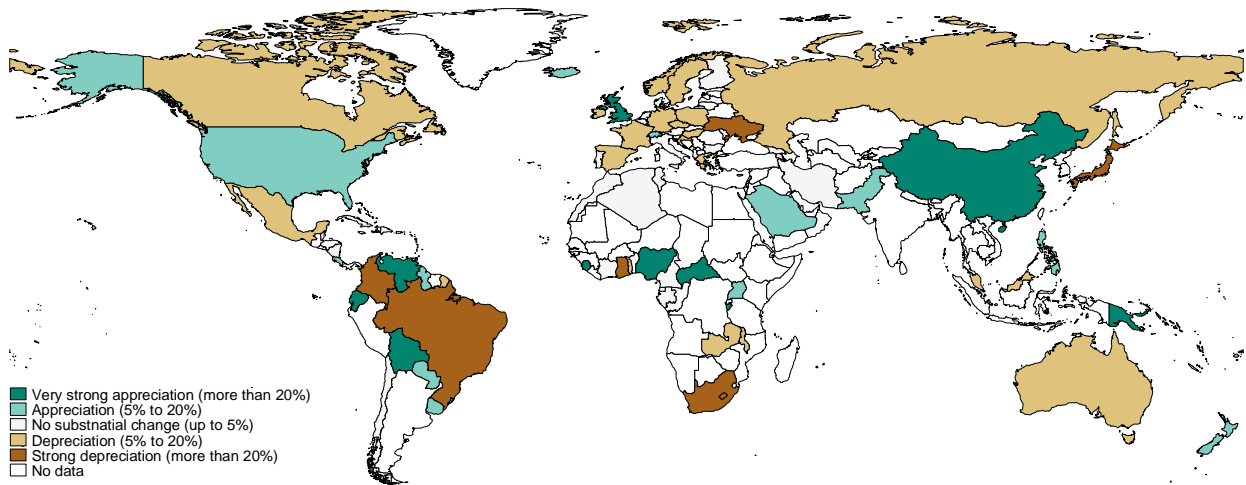 Very strong appreciation (more than 20%)
Appreciation (5% to 20%)
No substnatial change (up to 5%)
Depreciation (5% to 20%)
Strong depreciation (more than 20%)
No data